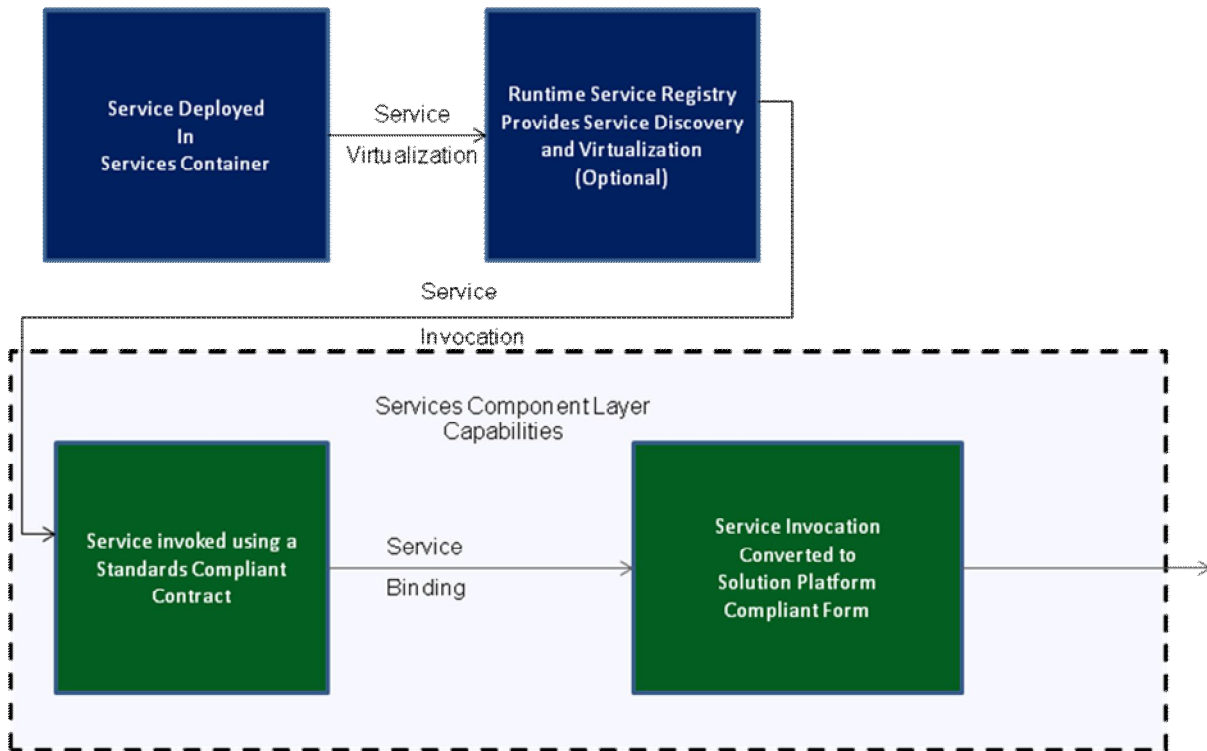 Service Deployed
In
Services Container
Service
Virtualization
Runtime Service Registry
Provides Service Discovery
and Virtualization
(Optional)
Service
Invocation
Services Component Layer
Capabilities
Service invoked using a
Standards Compliant
Contract
Service
Binding
Service Invocation
Converted to
Solution Platform
Compliant Form